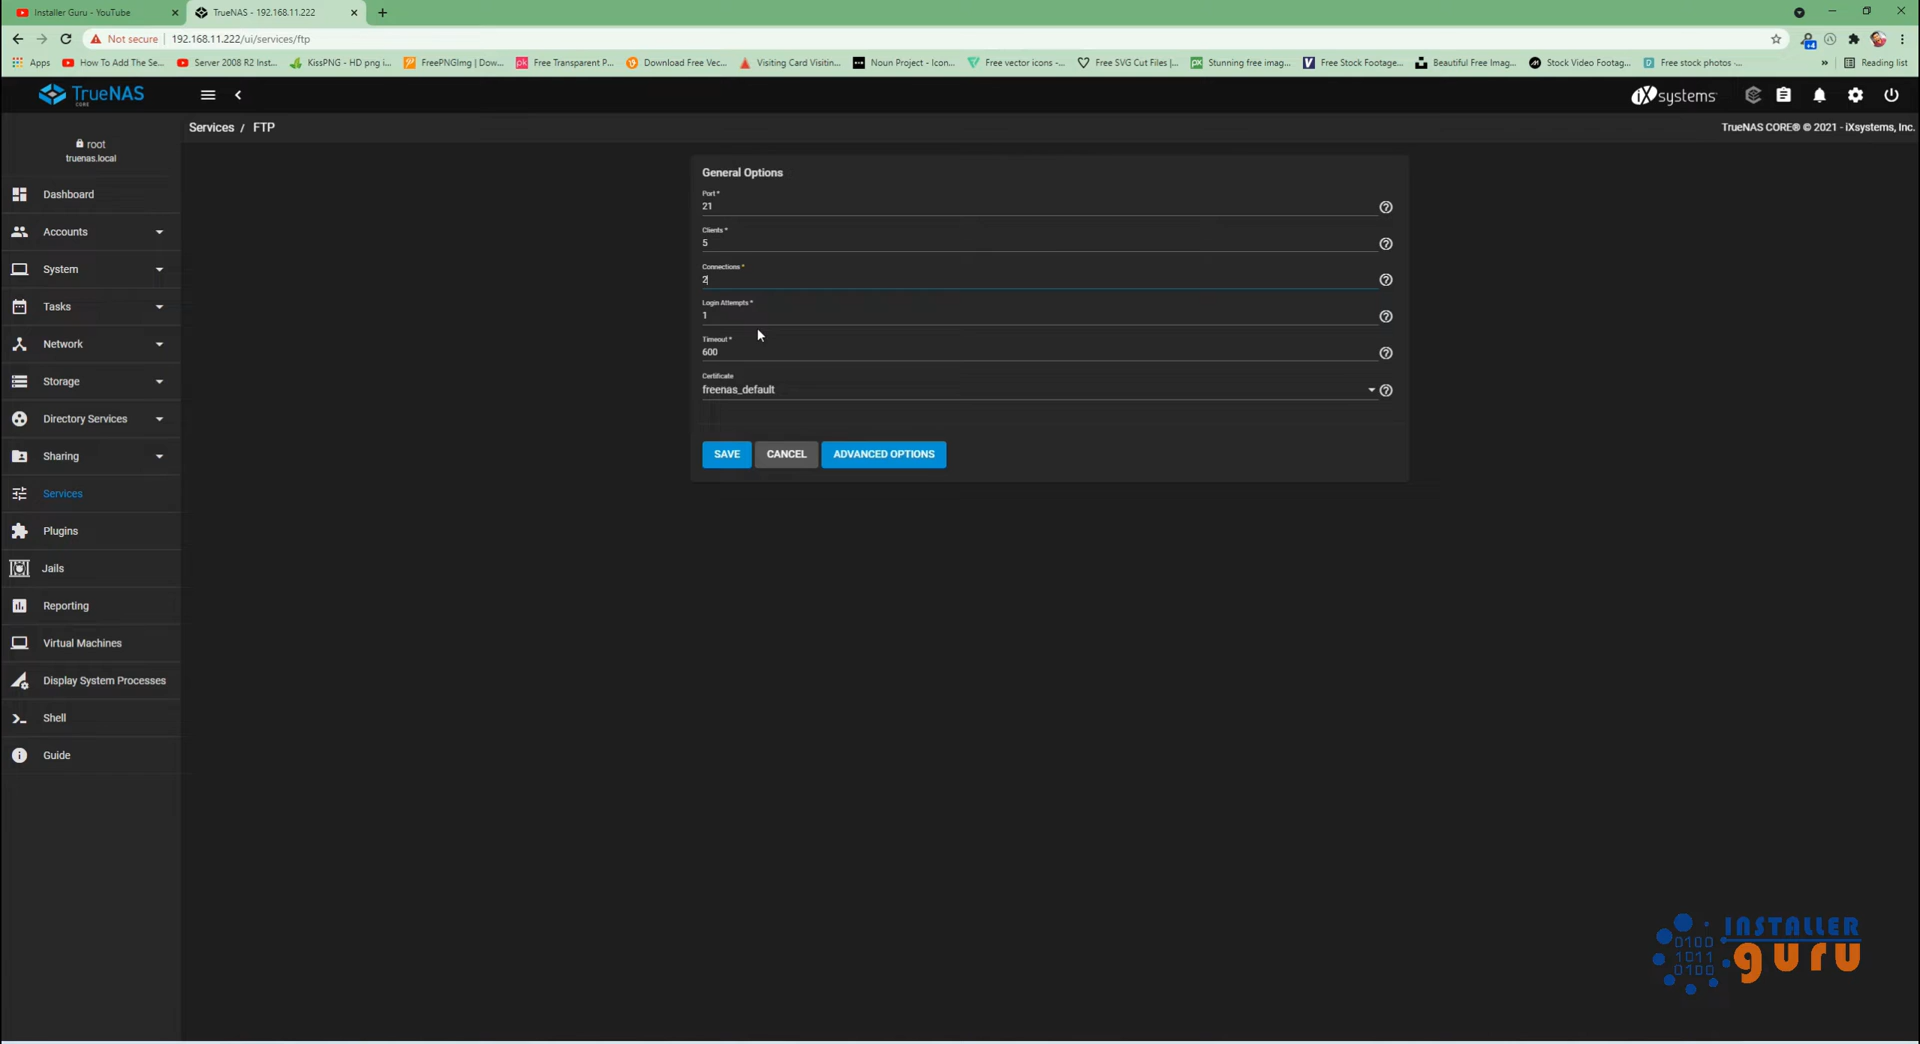 Installer Guru - YouTube
TrueNAS - 192.168.11.222
Not secure
192.168.11.222/ui/services/ftp
Apps
How To Add The Se...
Server 2008 R2 Inst...
KissPNG - HD png i...
FreePNGImg | Dow...
Free Transparent P...
Download Free Vec...
Visiting Card Visitin...
Noun Project - Icon...
Free vector icons -...
Free SVG Cut Files |...
Stunning free imag...
Free Stock Footage...
Beautiful Free Imag...
Stock Video Footag...
Free stock photos -...
Reading list
TrueNAS
CORE
iXsystems
Services / FTP
TrueNAS CORE® © 2021 - iXsystems, Inc.
root
truenas.local
Dashboard
Accounts
System
Tasks
Network
Storage
Directory Services
Sharing
Services
Plugins
Jails
Reporting
Virtual Machines
Display System Processes
Shell
Guide
General Options
Port *
21
Clients *
5
Connections *
2
Login Attempts *
1
Timeout *
600
Certificate
freenas_default
SAVE
CANCEL
ADVANCED OPTIONS
INSTALLER
guru
0100
1011
0100